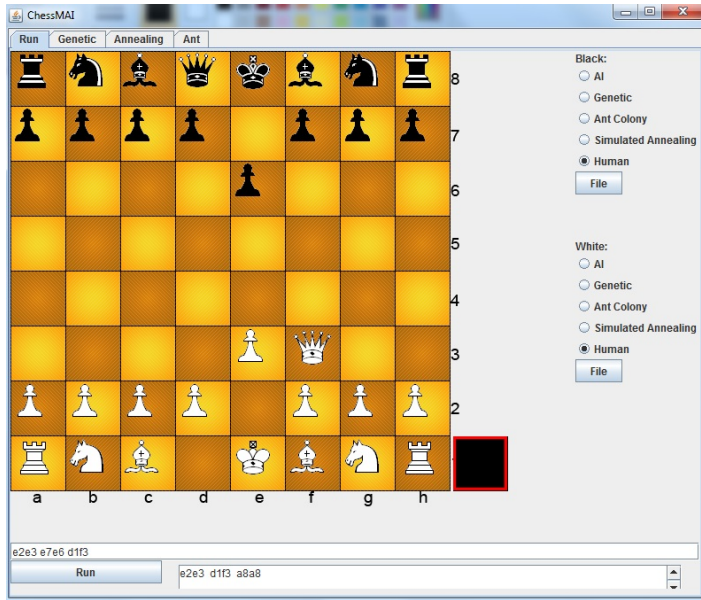 ChessMAI
Run Genetic Annealing Ant
Black:
AI
Genetic
Ant Colony
Simulated Annealing
Human
File
White:
AI
Genetic
Ant Colony
Simulated Annealing
Human
File
8
7
6
5
4
3
2
a b c d e f g h
e2e3 e7e6 d1f3
Run
e2e3 d1f3 a8a8